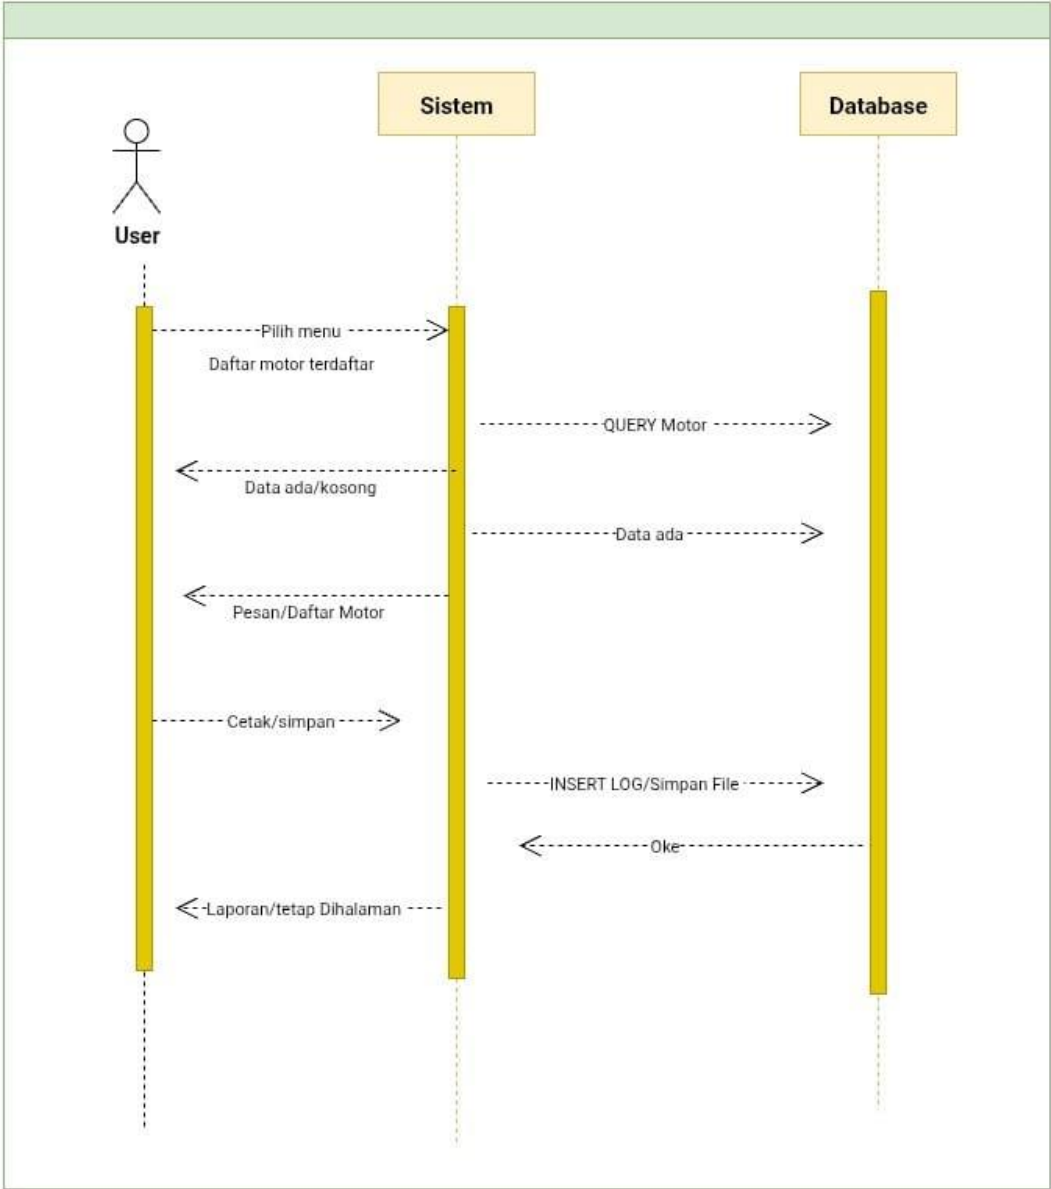 Sistem
Database
User
Pilih menu
Daftar motor terdaftar
QUERY Motor
Data ada/kosong
Data ada
Pesan/Daftar Motor
Cetak/simpan
INSERT LOG/Simpan File
Oke
Laporan/tetap Dihalaman